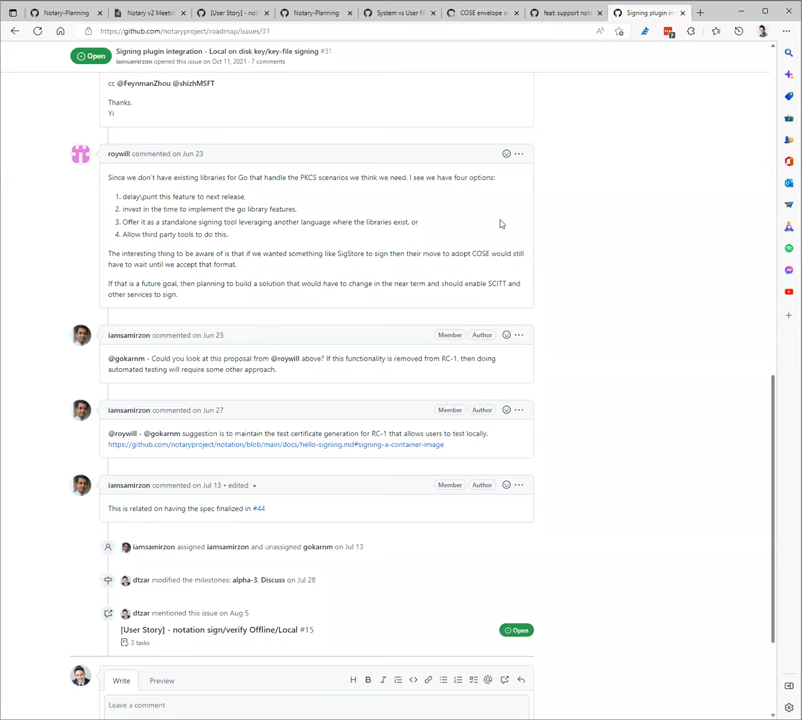 Notary-Planning
Notary v2 Meetin
[User Story] - not
Notary-Planning
System vs User fi
COSE envelope s
feat: support not
Signing plugin int
https://github.com/notaryproject/roadmap/issues/31
Open
Signing plugin integration - Local on disk key/key-file signing #31
iamsamirzon opened this issue on Oct 11, 2021 · 7 comments
cc @FeynmanZhou @shizhMSFT
Thanks.
Yi
roywill commented on Jun 23
Since we don't have existing libraries for Go that handle the PKCS scenarios we think we need, I see we have four options:
1. delay\punt this feature to next release.
2. invest in the time to implement the go library features.
3. Offer it as a standalone signing tool leveraging another language where the libraries exist, or
4. Allow third party tools to do this.
The interesting thing to be aware of is that if we wanted something like SigStore to sign then their move to adopt COSE would still
have to wait until we accept that format.
If that is a future goal, then planning to build a solution that would have to change in the near term and should enable SCITT and
other services to sign.
iamsamirzon commented on Jun 23
Member
Author
@gokarnm - Could you look at this proposal from @roywill above? If this functionality is removed from RC-1, then doing
automated testing will require some other approach.
iamsamirzon commented on Jun 27
Member
Author
@roywill - @gokarnm suggestion is to maintain the test certificate generation for RC-1 that allows users to test locally.
https://github.com/notaryproject/notation/blob/main/docs/hello-signing.md#signing-a-container-image
iamsamirzon commented on Jul 13 • edited
Member
Author
This is related on having the spec finalized in #44
iamsamirzon assigned iamsamirzon and unassigned gokarnm on Jul 13
dtzar modified the milestones: alpha-3, Discuss on Jul 28
dtzar mentioned this issue on Aug 5
[User Story] - notation sign/verify Offline/Local #15
Open
3 tasks
Write
Preview
Leave a comment